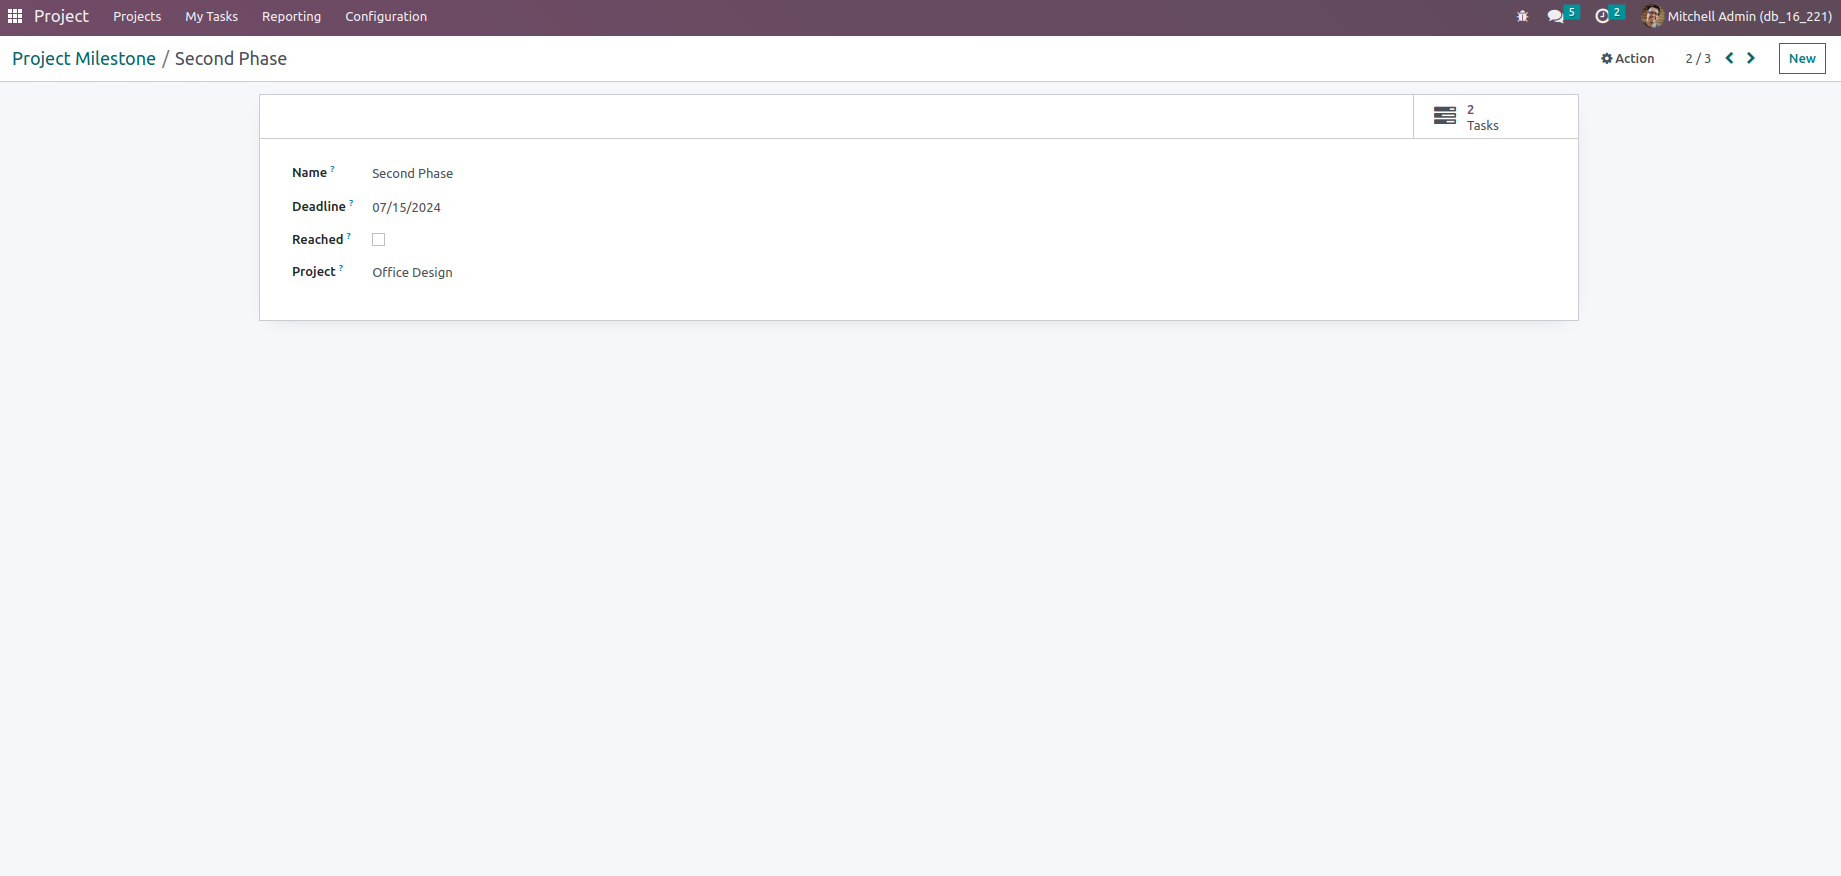 Project Projects My Tasks Reporting Configuration 5 2 Mitchell Admin (db_16_221)
Project Milestone / Second Phase Action 2 / 3 New
2
Tasks
Name ? Second Phase
Deadline ? 07/15/2024
Reached ?
Project ? Office Design